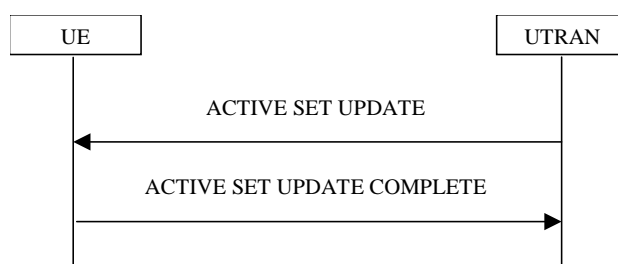 UE
UTRAN
ACTIVE SET UPDATE
ACTIVE SET UPDATE COMPLETE